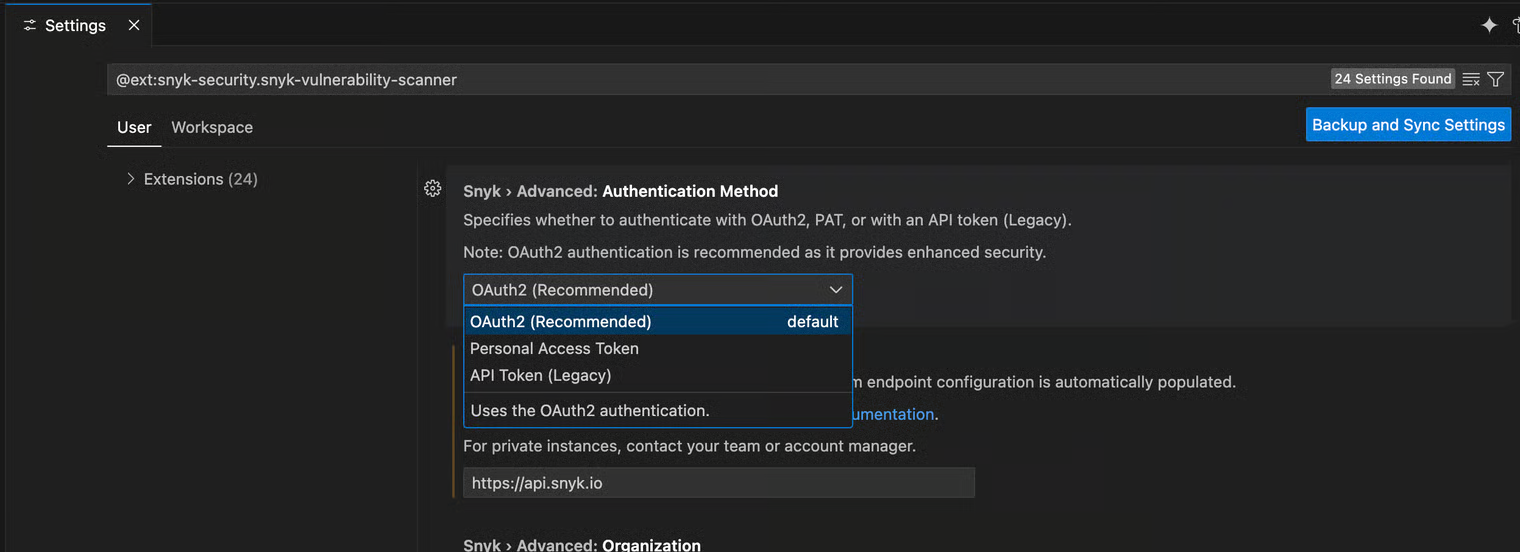 Settings
@ext:snyk-security.snyk-vulnerability-scanner
24 Settings Found
User
Workspace
Backup and Sync Settings
Extensions (24)
Snyk › Advanced: Authentication Method
Specifies whether to authenticate with OAuth2, PAT, or with an API token (Legacy).
Note: OAuth2 authentication is recommended as it provides enhanced security.
OAuth2 (Recommended)
OAuth2 (Recommended) default
Personal Access Token
API Token (Legacy)
endpoint configuration is automatically populated.
Uses the OAuth2 authentication.
umentation.
For private instances, contact your team or account manager.
https://api.snyk.io
Snyk › Advanced: Organization